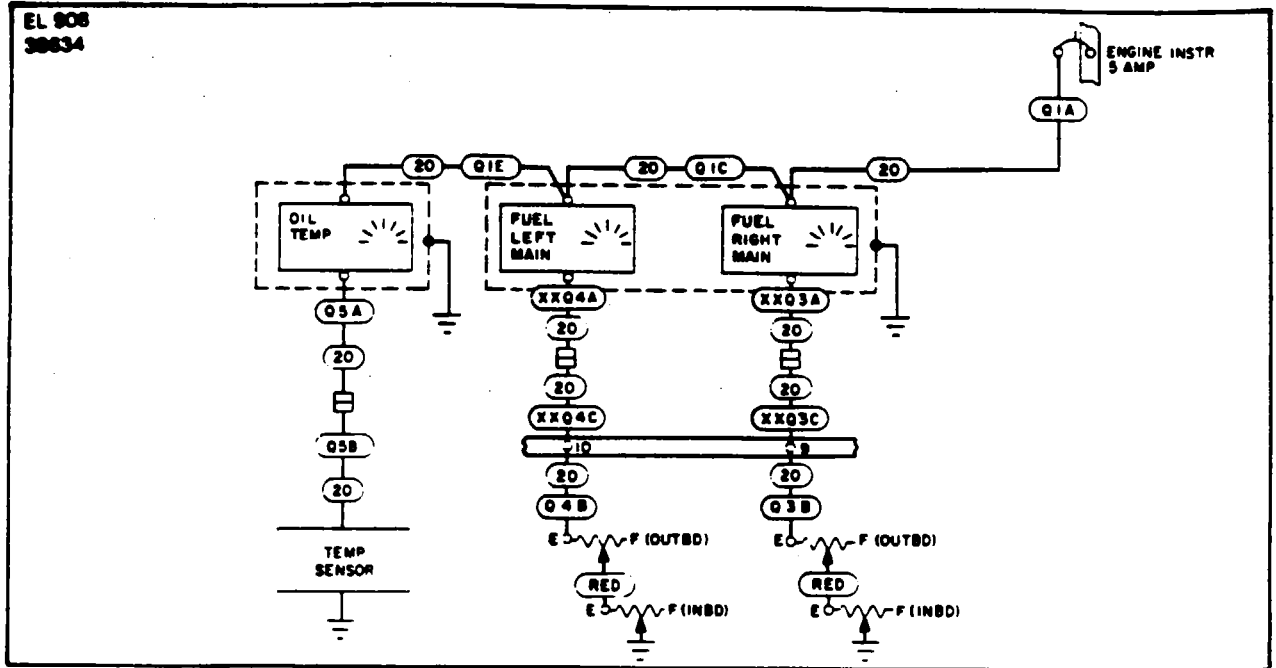 EL 908
39634
ENGINE INSTR
5 AMP
Q1A
20
Q1E
20
Q1C
20
OIL
TEMP
FUEL
LEFT
MAIN
FUEL
RIGHT
MAIN
Q5A
20
Q5B
20
TEMP
SENSOR
XXQ4A
20
20
XXQ4C
10
20
Q4B
E
F (OUTBD)
RED
E
F (INBD)
XXQ3A
20
20
XXQ3C
9
20
Q3B
E
F (OUTBD)
RED
E
F (INBD)